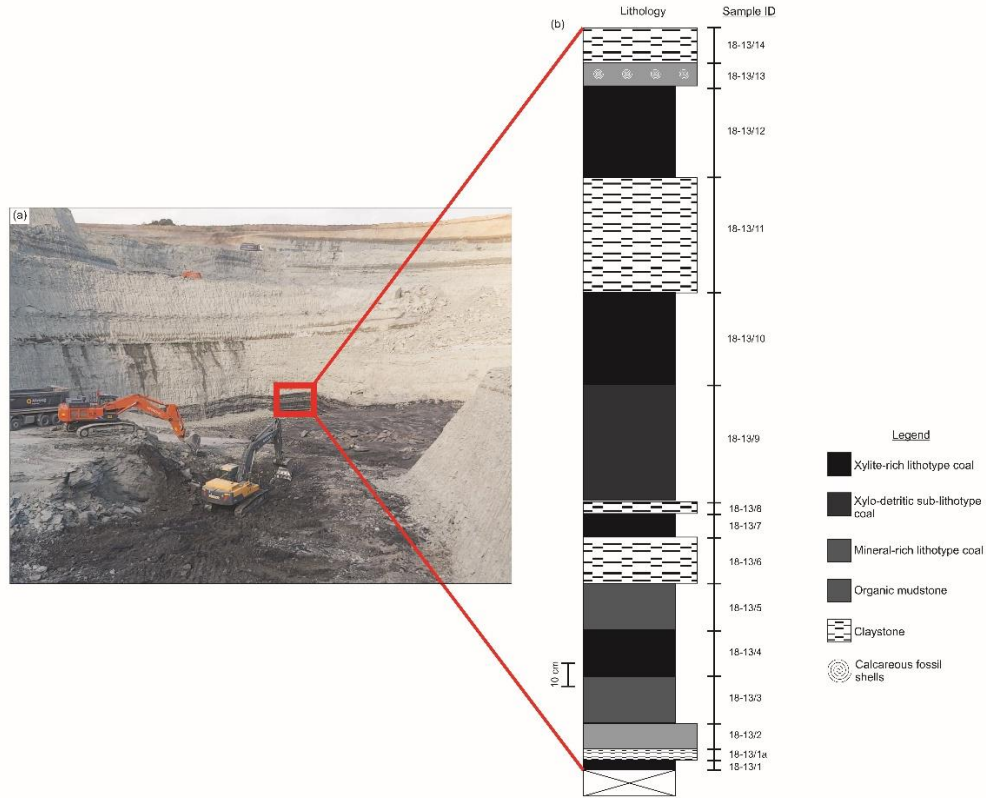 (b)
Lithology
Sample ID
18-13/14
18-13/13
18-13/12
(a)
18-13/11
18-13/10
18-13/9
18-13/8
18-13/7
18-13/6
18-13/5
18-13/4
10 cm
18-13/3
18-13/2
18-13/1a
18-13/1
Legend
Xylite-rich lithotype coal
Xylo-detritic sub-lithotype
coal
Mineral-rich lithotype coal
Organic mudstone
Claystone
Calcareous fossil
shells